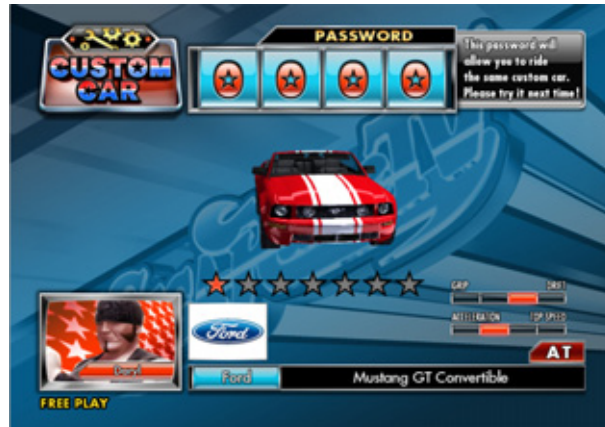 CUSTOM
CAR
PASSWORD
This password will
allow you to ride
the same custom car.
Please try it next time!
GRIP DRIFT
ACCELERATION TOP SPEED
Ford
AT
Daryl
Ford Mustang GT Convertible
FREE PLAY